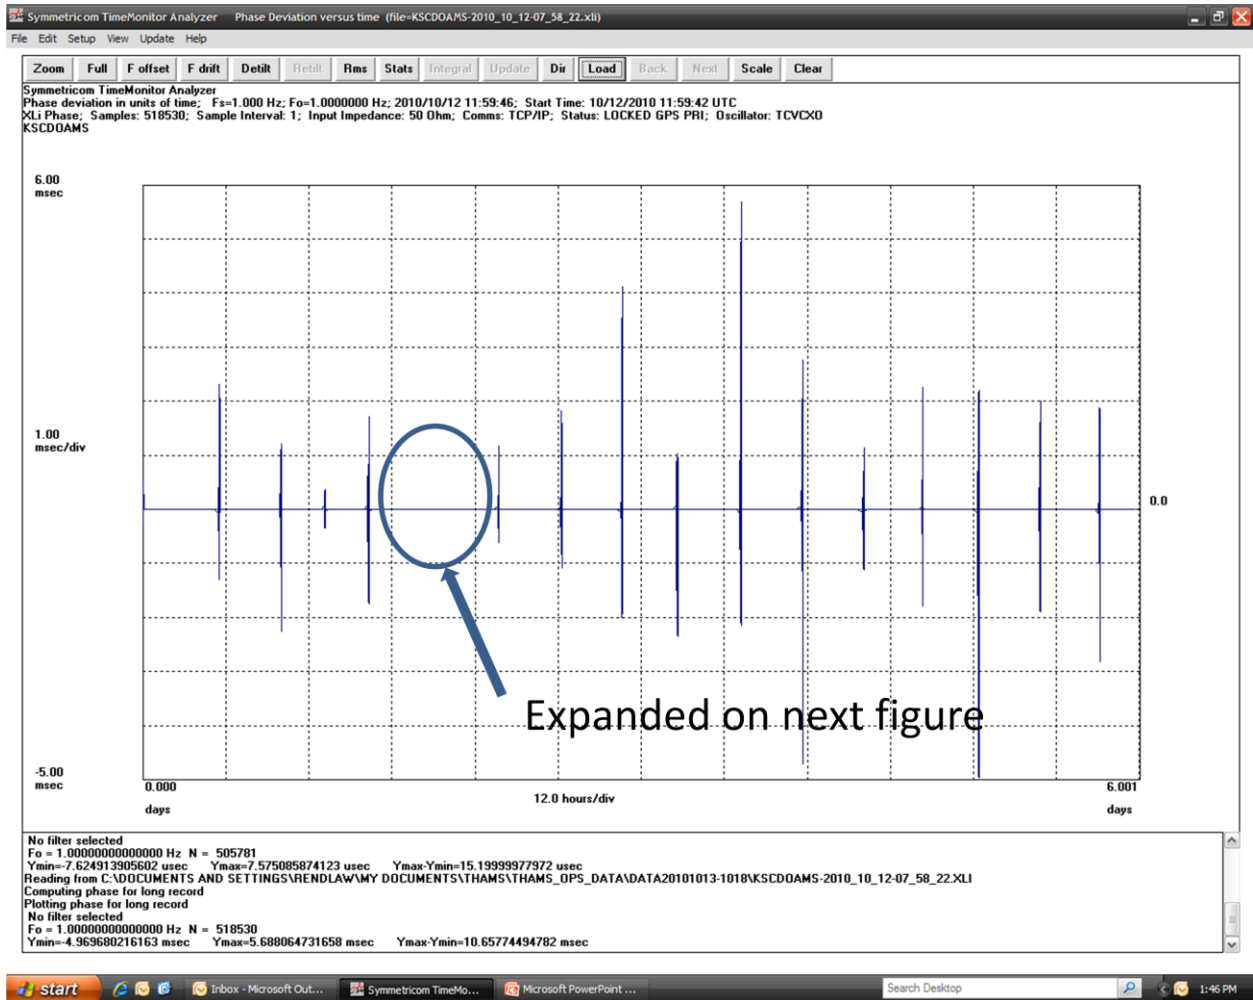 Symmetricom TimeMonitor Analyzer Phase Deviation versus time (file=KSCDOAMS-2010_10_12-07_58_22.xli)
File Edit Setup View Update Help
Zoom Full F offset F drift Detilt Retilt Rms Stats Integral Update Dir Load Back Next Scale Clear
Symmetricom TimeMonitor Analyzer
Phase deviation in units of time; Fs=1.000 Hz; Fo=1.0000000 Hz; 2010/10/12 11:59:46; Start Time: 10/12/2010 11:59:42 UTC
XLi Phase; Samples: 518530; Sample Interval: 1; Input Impedance: 50 Ohm; Comms: TCP/IP; Status: LOCKED GPS PRI; Oscillator: TCVCXO
KSCDOAMS
6.00
msec
1.00
msec/div
0.0
Expanded on next figure
-5.00
msec
0.000
days
12.0 hours/div
6.001
days
No filter selected
Fo = 1.00000000000000 Hz N = 505781
Ymin=-7.624913905602 usec Ymax=7.575085874123 usec Ymax-Ymin=15.19999977972 usec
Reading from C:\DOCUMENTS AND SETTINGS\RENDLAW\MY DOCUMENTS\THAMS\THAMS_OPS_DATA\DATA20101013-1018\KSCDOAMS-2010_10_12-07_58_22.XLI
Computing phase for long record
Plotting phase for long record
No filter selected
Fo = 1.00000000000000 Hz N = 518530
Ymin=-4.969680216163 msec Ymax=5.688064731658 msec Ymax-Ymin=10.65774494782 msec
start Inbox - Microsoft Out... Symmetricom TimeMo... Microsoft PowerPoint ... Search Desktop 1:46 PM